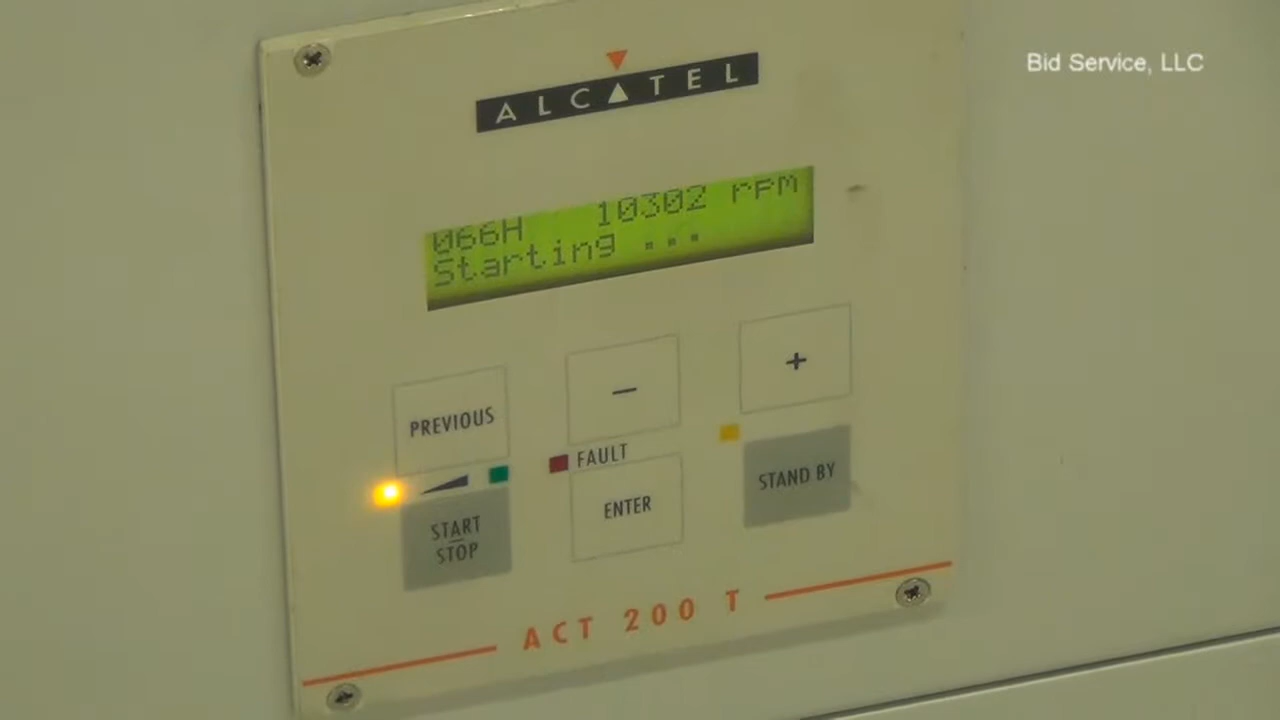 Bid Service, LLC
ALCATEL
066H 10302 rpm
Starting ...
PREVIOUS
–
+
FAULT
START
STOP
ENTER
STAND BY
ACT 200 T